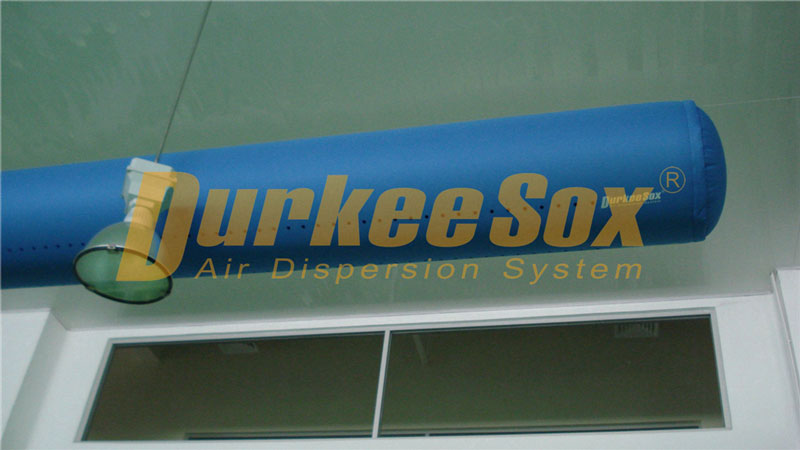 DurkeeSox®
Air Dispersion System
DurkeeSox